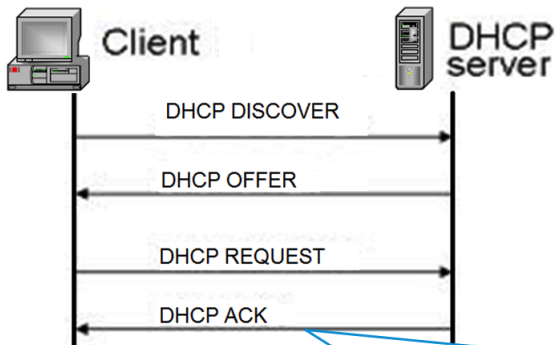 Client
DHCP
server
DHCP DISCOVER
DHCP OFFER
DHCP REQUEST
DHCP ACK